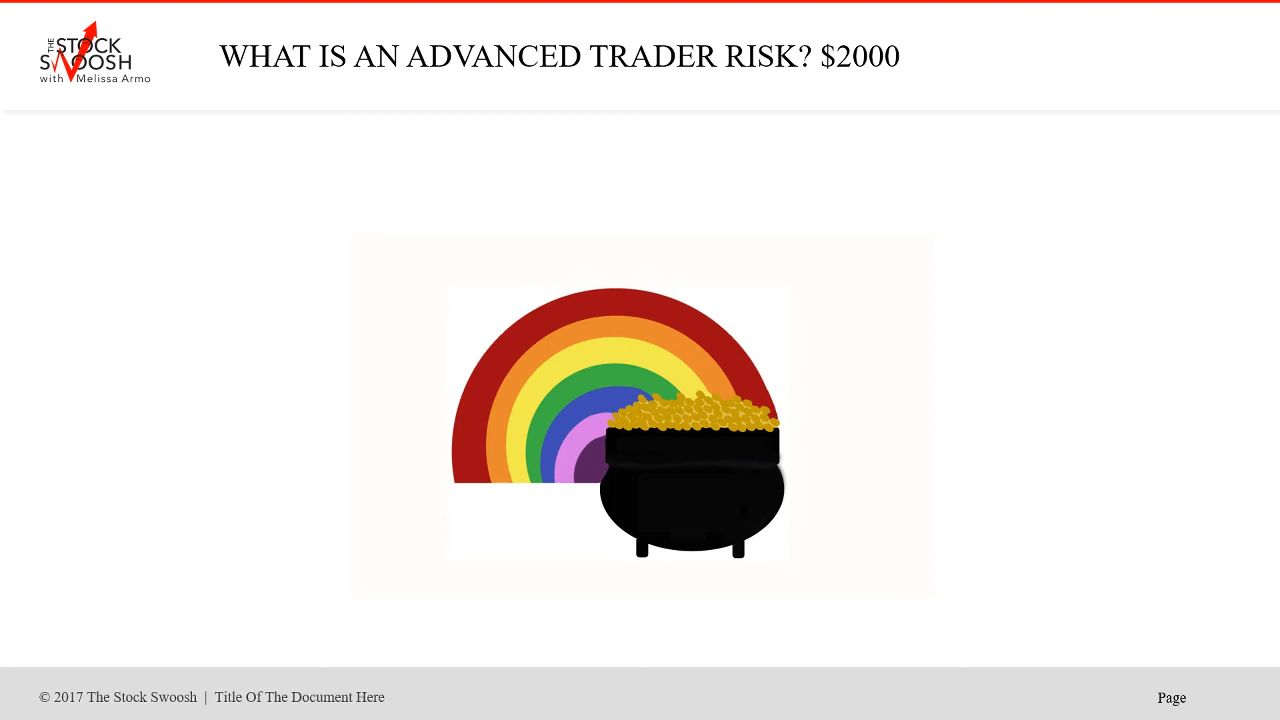 THE STOCK
SWOOSH
with Melissa Armo
WHAT IS AN ADVANCED TRADER RISK? $2000
© 2017 The Stock Swoosh | Title Of The Document Here
Page